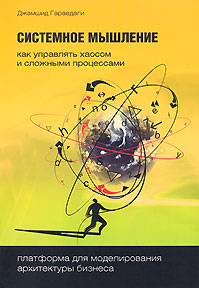 Джамшид Гараедаги
СИСТЕМНОЕ МЫШЛЕНИЕ
как управлять хаосом
и сложными процессами
платформа для моделирования
архитектуры бизнеса